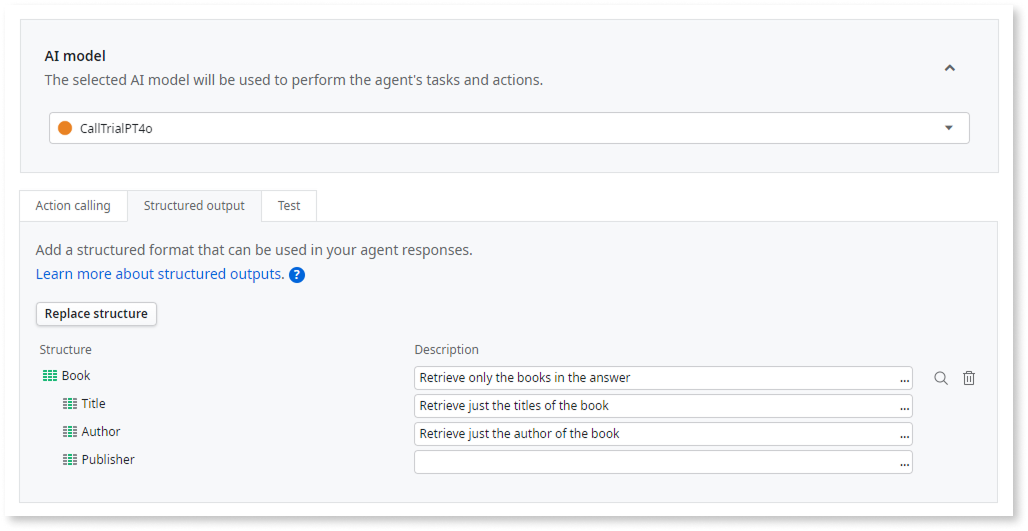 AI model
The selected AI model will be used to perform the agent's tasks and actions.
CallTrialPT4o
Action calling
Structured output
Test
Add a structured format that can be used in your agent responses.
Learn more about structured outputs. ?
Replace structure
Structure
Description
Book
Retrieve only the books in the answer
...
Title
Retrieve just the titles of the book
...
Author
Retrieve just the author of the book
...
Publisher
...